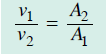 v₁/v₂ = A₂/A₁